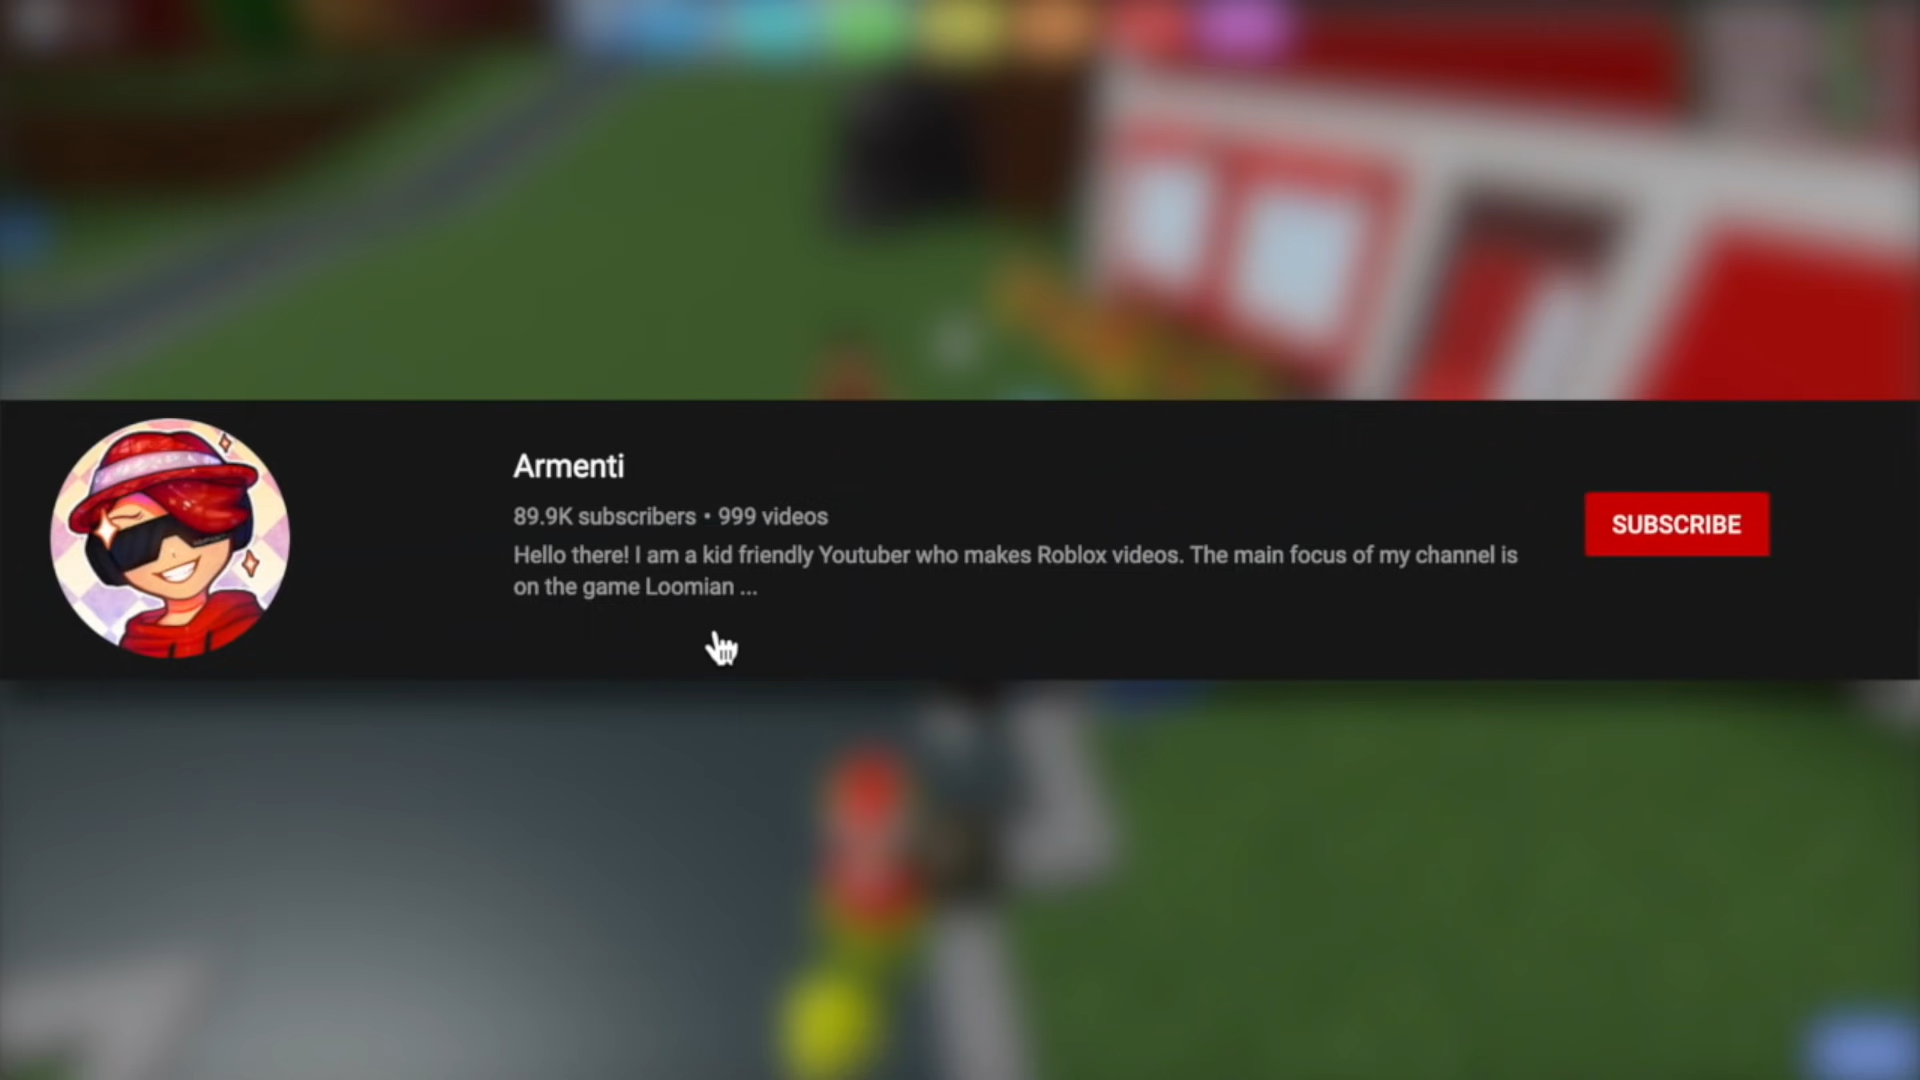 Armenti
89.9K subscribers • 999 videos
Hello there! I am a kid friendly Youtuber who makes Roblox videos. The main focus of my channel is
on the game Loomian ...
SUBSCRIBE